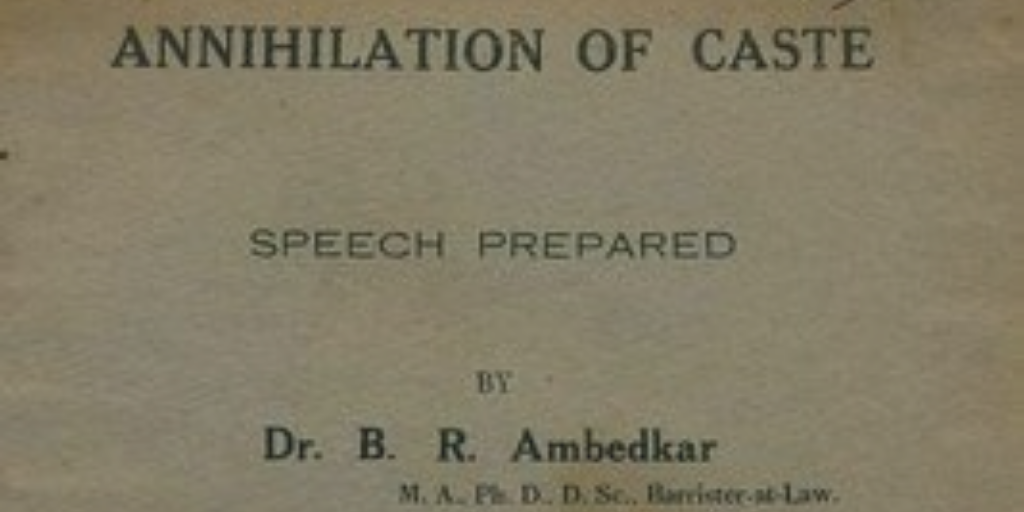 ANNIHILATION OF CASTE
SPEECH PREPARED
BY
Dr. B. R. Ambedkar
M. A., Ph. D., D. Sc., Barrister-at-Law.